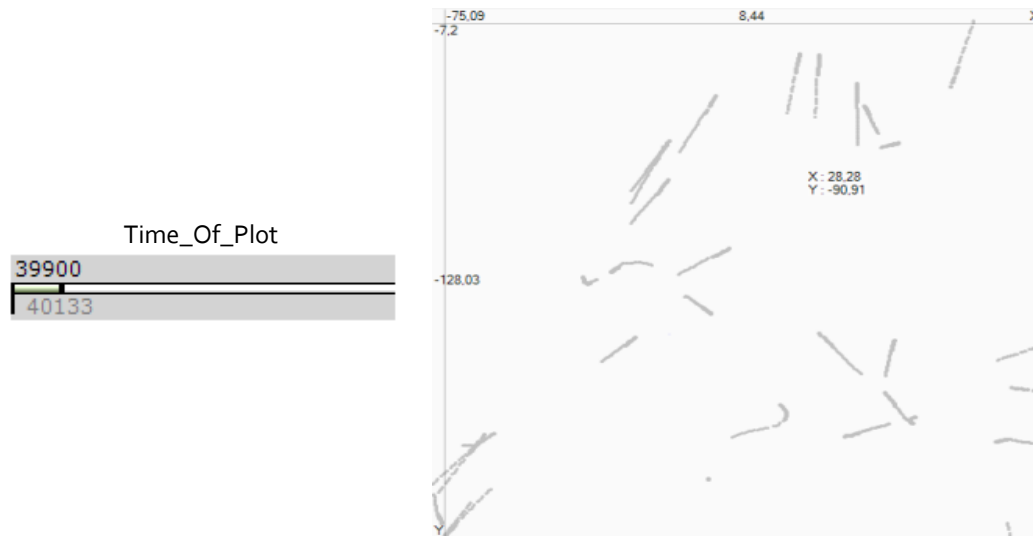 Time_Of_Plot
39900
40133
-75,09
8,44
X
-7,2
X : 28,28
Y : -90,91
-128,03
Y